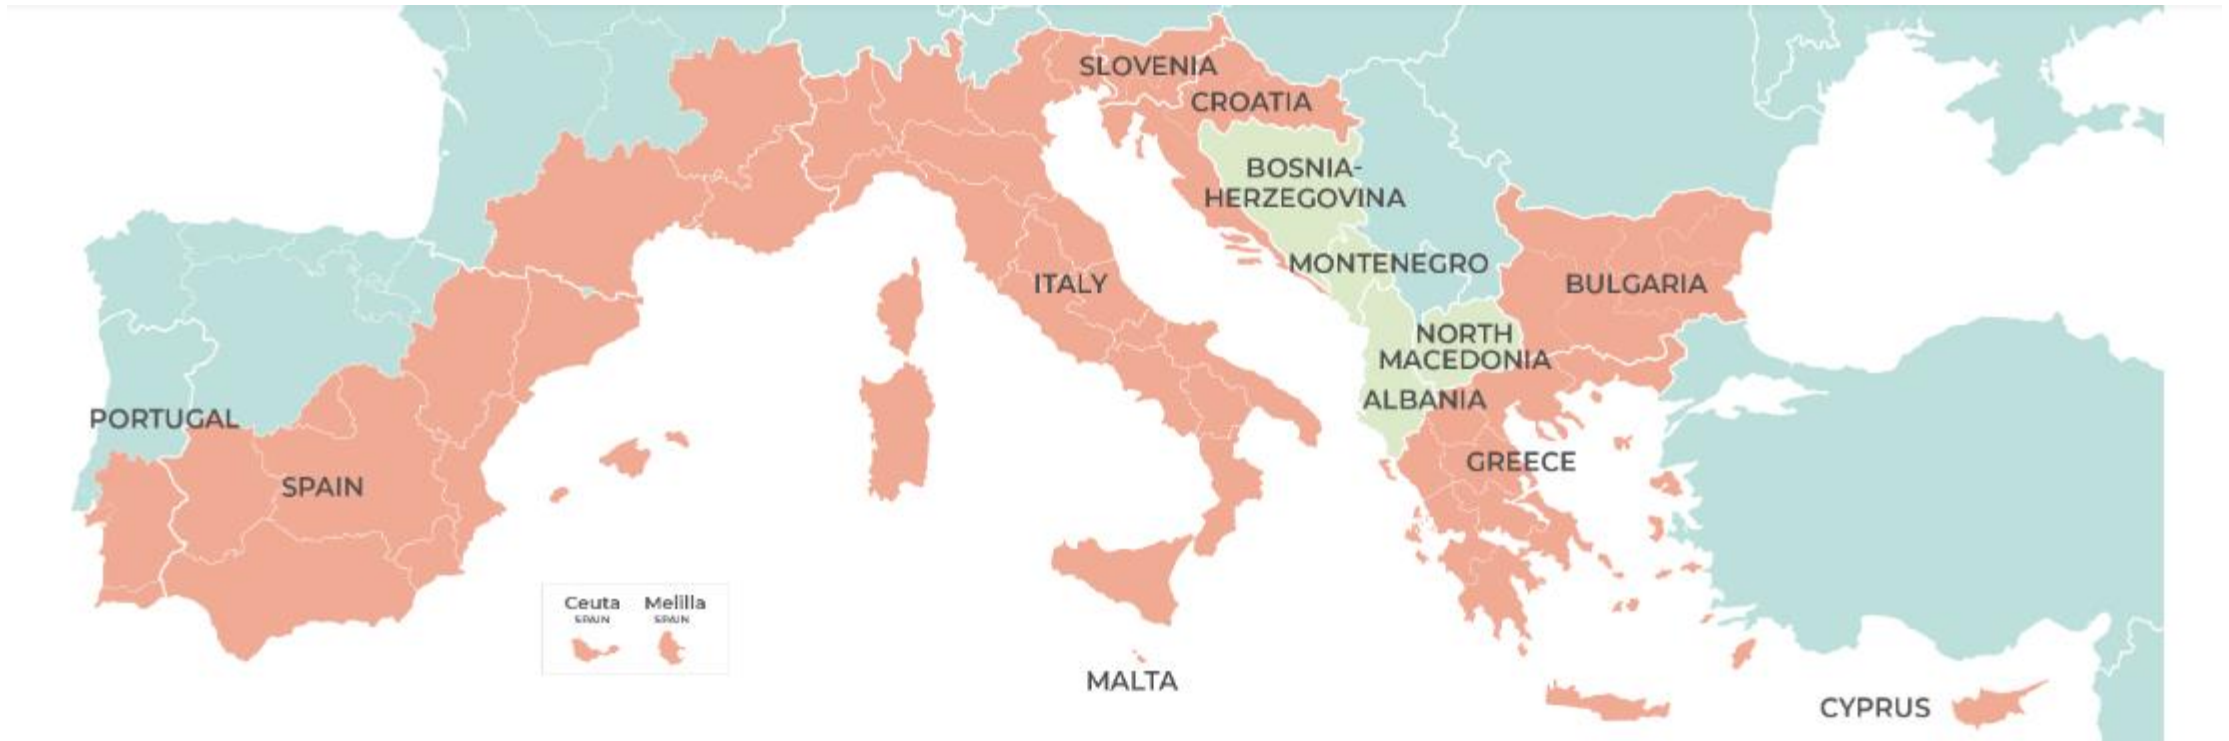 SLOVENIA
CROATIA
BOSNIA-
HERZEGOVINA
MONTENEGRO
ITALY
BULGARIA
NORTH
MACEDONIA
ALBANIA
PORTUGAL
GREECE
SPAIN
Ceuta
SPAIN
Melilla
SPAIN
MALTA
CYPRUS